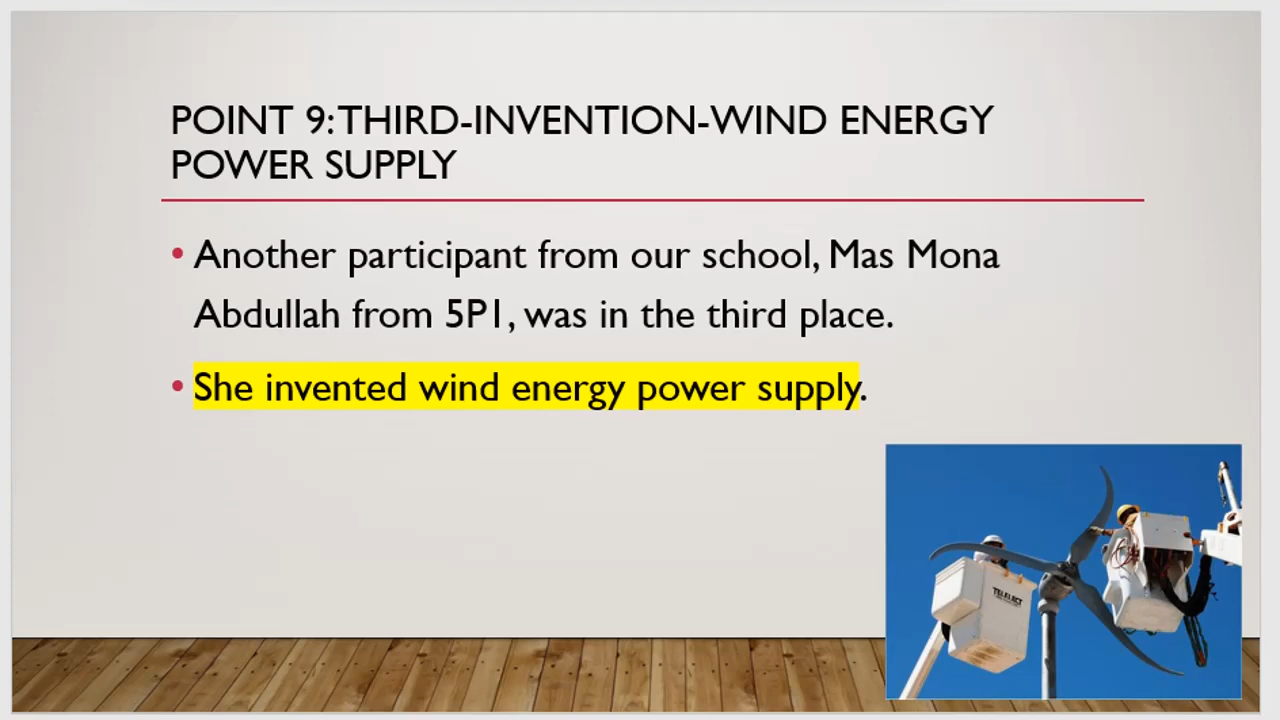 POINT 9: THIRD-INVENTION-WIND ENERGY
POWER SUPPLY
• Another participant from our school, Mas Mona
Abdullah from 5P1, was in the third place.
• She invented wind energy power supply.
TELELECT